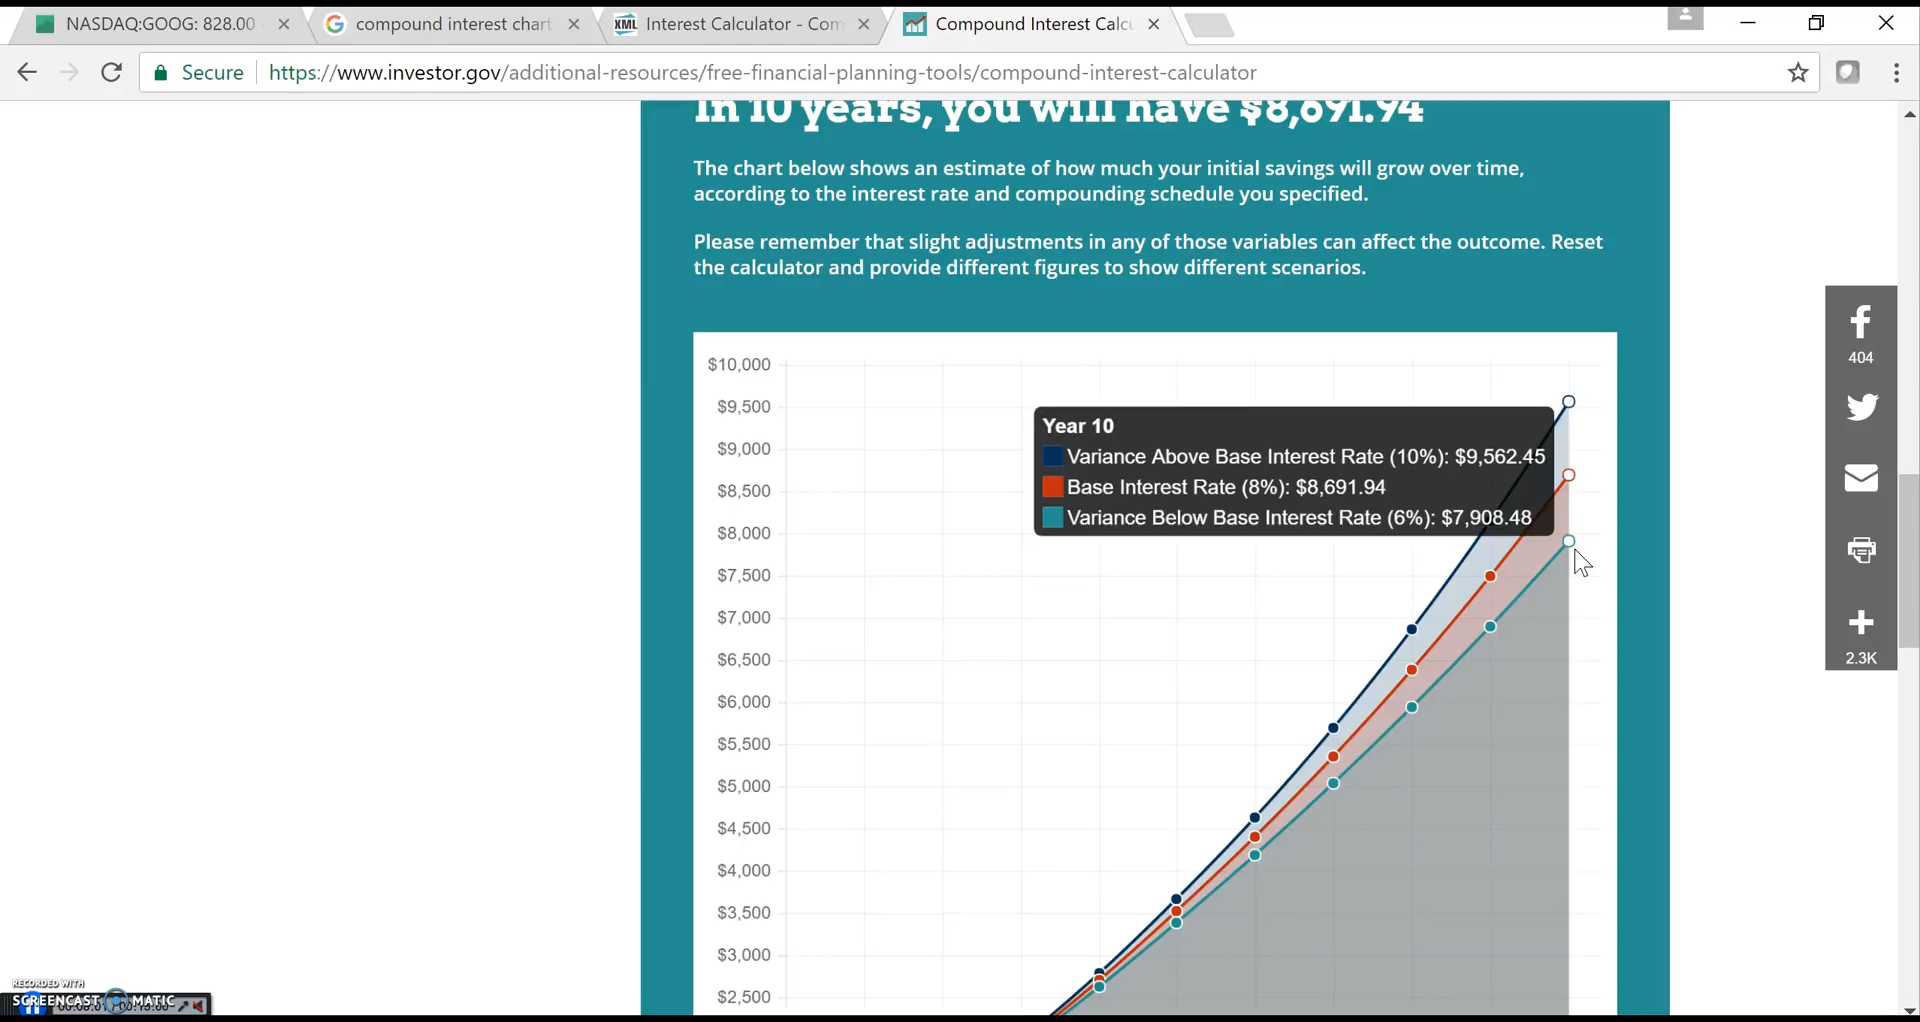 NASDAQ:GOOG: 828.00
compound interest chart
XML
Interest Calculator - Com
Compound Interest Calcu
Secure
https://www.investor.gov/additional-resources/free-financial-planning-tools/compound-interest-calculator
In 10 years, you will have $8,691.94
The chart below shows an estimate of how much your initial savings will grow over time,
according to the interest rate and compounding schedule you specified.
Please remember that slight adjustments in any of those variables can affect the outcome. Reset
the calculator and provide different figures to show different scenarios.
$10,000
$9,500
$9,000
$8,500
$8,000
$7,500
$7,000
$6,500
$6,000
$5,500
$5,000
$4,500
$4,000
$3,500
$3,000
$2,500
Year 10
Variance Above Base Interest Rate (10%): $9,562.45
Base Interest Rate (8%): $8,691.94
Variance Below Base Interest Rate (6%): $7,908.48
404
2.3K
RECORDED WITH
SCREENCAST MATIC